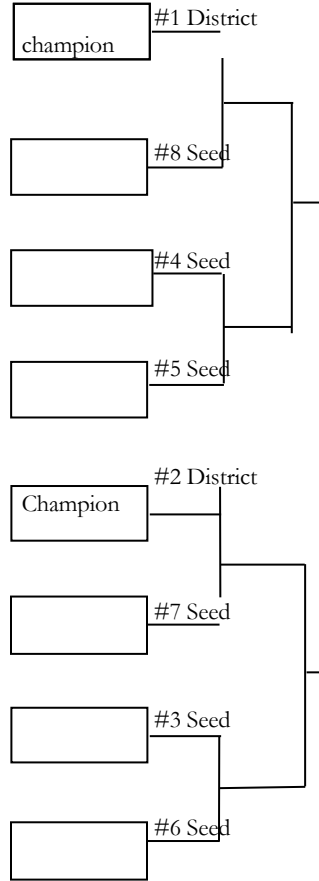 #1 District
champion
#8 Seed
#4 Seed
#5 Seed
#2 District
Champion
#7 Seed
#3 Seed
#6 Seed